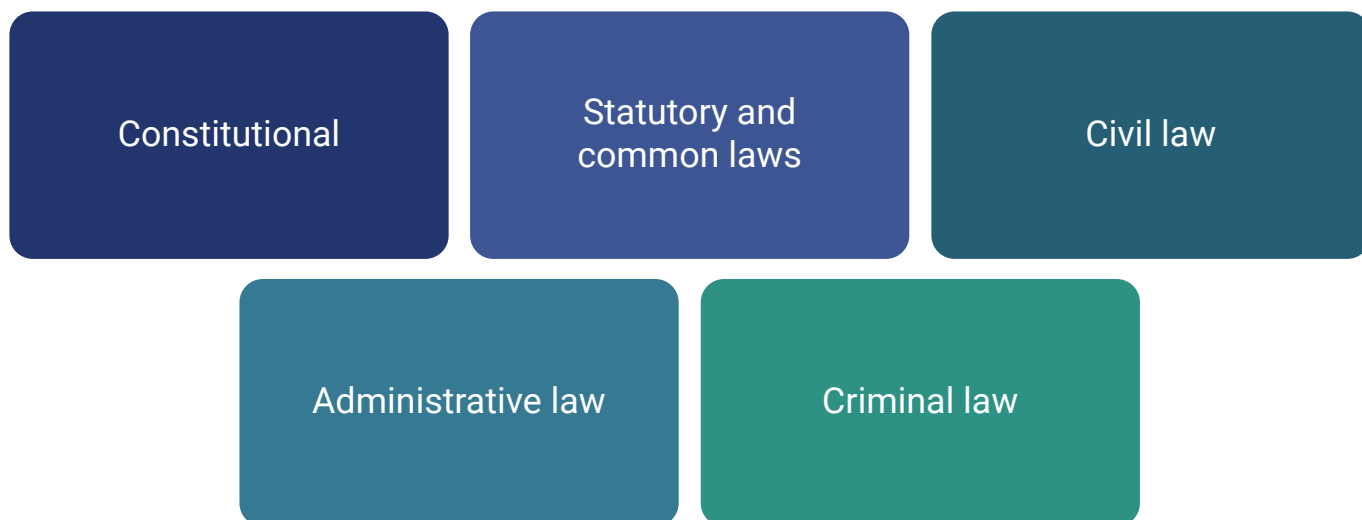 Constitutional
Statutory and
common laws
Civil law
Administrative law
Criminal law